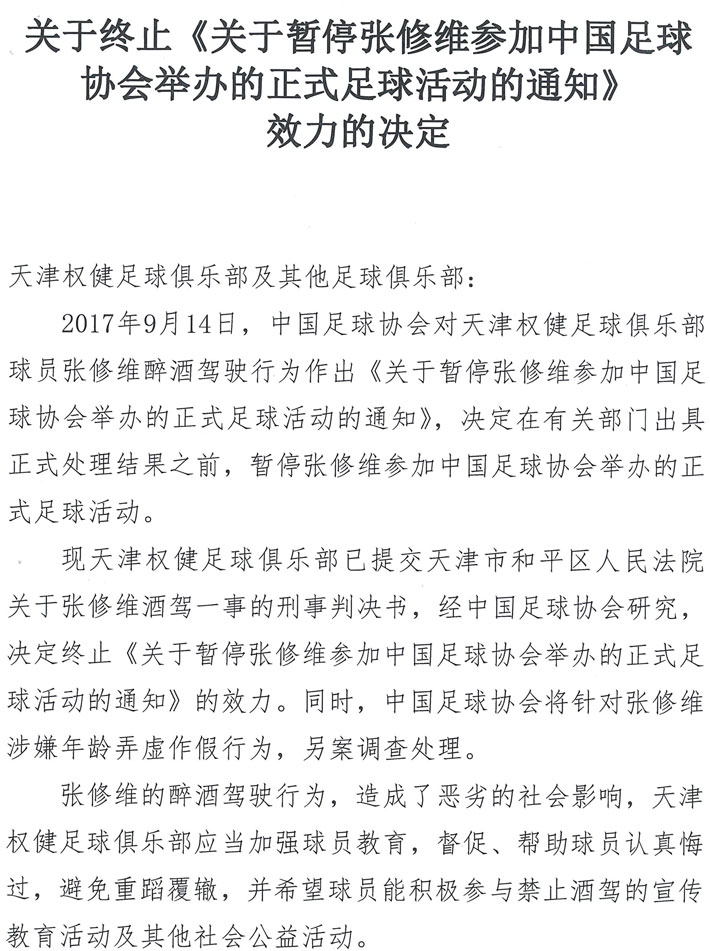 关于终止《关于暂停张修维参加中国足球
协会举办的正式足球活动的通知》
效力的决定
天津权健足球俱乐部及其他足球俱乐部：
2017年9月14日，中国足球协会对天津权健足球俱乐部
球员张修维醉酒驾驶行为作出《关于暂停张修维参加中国足
球协会举办的正式足球活动的通知》，决定在有关部门出具
正式处理结果之前，暂停张修维参加中国足球协会举办的正
式足球活动。
现天津权健足球俱乐部已提交天津市和平区人民法院
关于张修维酒驾一事的刑事判决书，经中国足球协会研究，
决定终止《关于暂停张修维参加中国足球协会举办的正式足
球活动的通知》的效力。同时，中国足球协会将针对张修维
涉嫌年龄弄虚作假行为，另案调查处理。
张修维的醉酒驾驶行为，造成了恶劣的社会影响，天津
权健足球俱乐部应当加强球员教育，督促、帮助球员认真悔
过，避免重蹈覆辙，并希望球员能积极参与禁止酒驾的宣传
教育活动及其他社会公益活动。